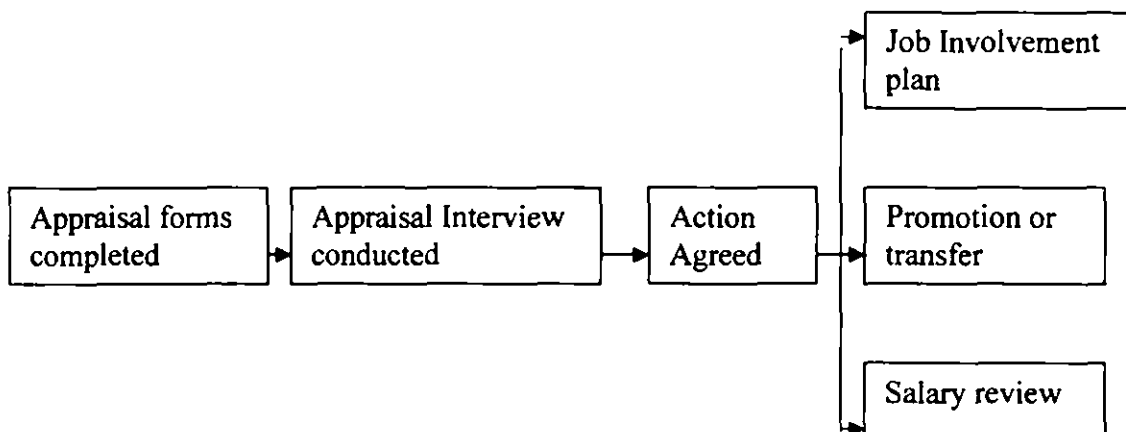 Job Involvement
plan
Appraisal forms
completed
Appraisal Interview
conducted
Action
Agreed
Promotion or
transfer
Salary review